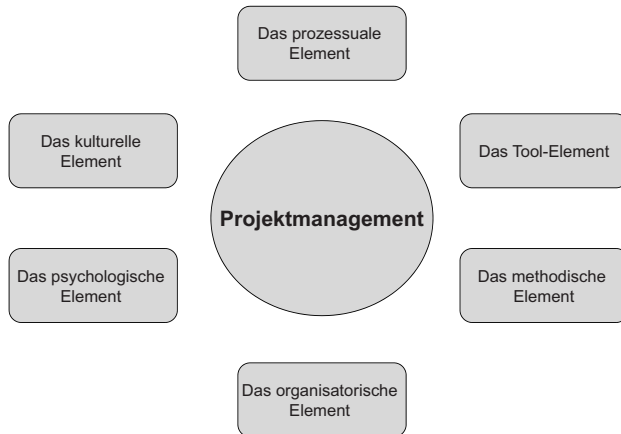 Das prozessuale
Element
Das kulturelle
Element
Das Tool-Element
Projektmanagement
Das psychologische
Element
Das methodische
Element
Das organisatorische
Element